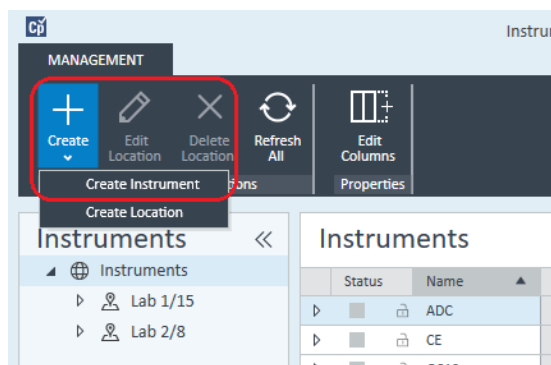 Cp
Instru
MANAGEMENT
Create Edit Location Delete Location Refresh All Edit Columns
Properties
Create Instrument
Create Location
Instruments Instruments
Instruments
Lab 1/15
Lab 2/8
Status Name
ADC
CE